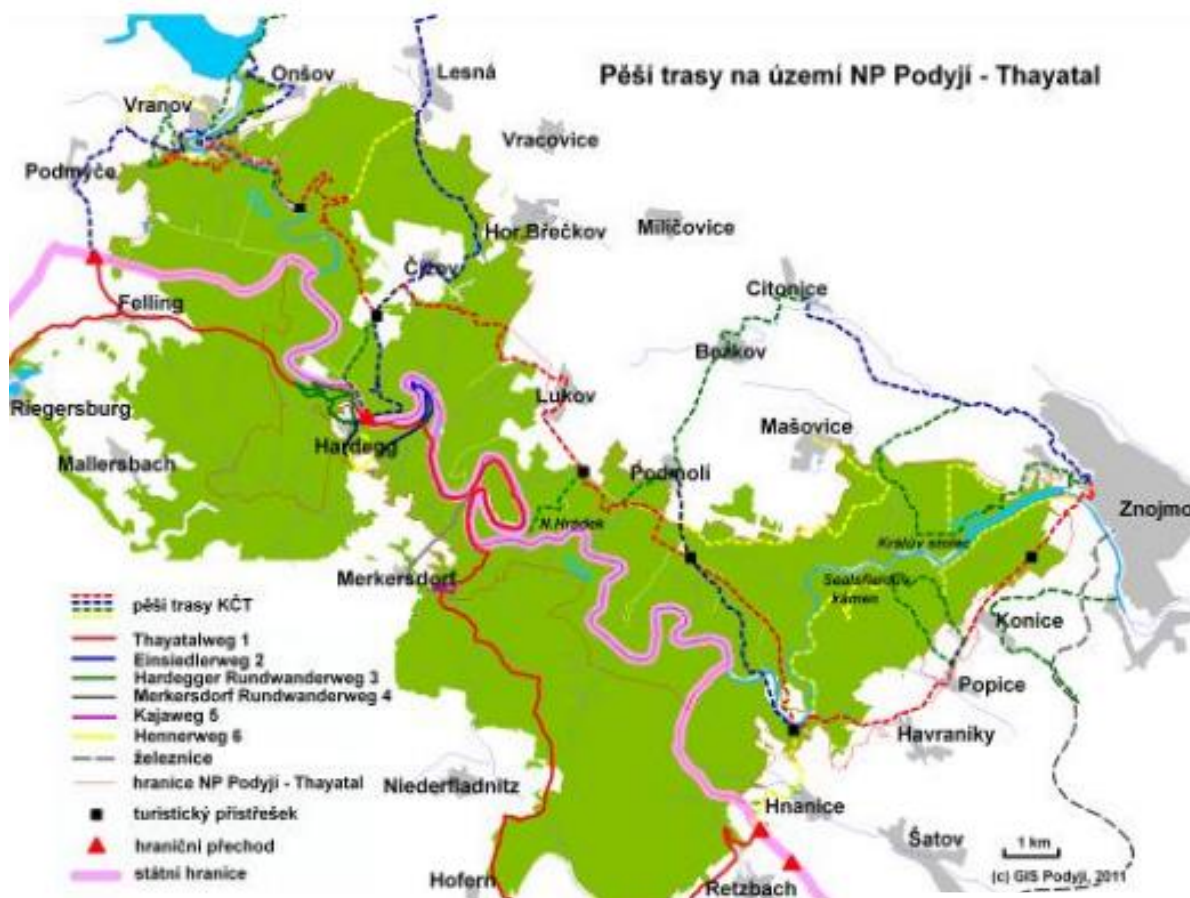 Pěší trasy na území NP Podyjí - Thayatal
Onšov
Lesná
Vranov
Vracovice
Podmyče
Hor.Břečkov
Milíčovice
Čížov
Citonice
Felling
Bezkov
Lukov
Riegersburg
Mašovice
Hardegg
Mallersbach
Podmolí
Znojmo
N.Hrádek
Králův stolec
Sealsfieldův
kámen
Merkersdorf
Konice
Popice
Havraníky
Niederfladnitz
Hnanice
Šatov
Hofern
Retzbach
pěší trasy KČT
Thayatalweg 1
Einsiedlerweg 2
Hardegger Rundwanderweg 3
Merkersdorf Rundwanderweg 4
Kajaweg 5
Hennerweg 6
železnice
hranice NP Podyjí - Thayatal
turistický přístřešek
hraniční přechod
státní hranice
1 km
(c) GIS Podyjí, 2011